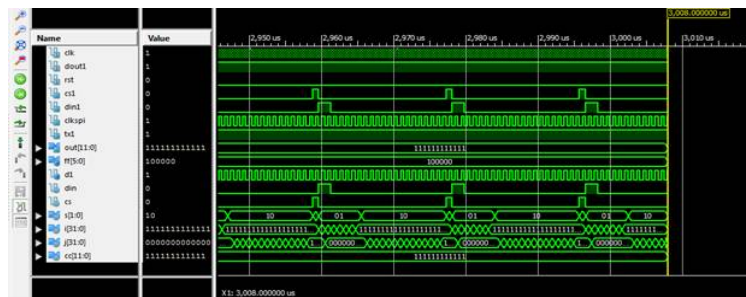 3,008.000000 us
Name Value 2,950 us 2,960 us 2,970 us 2,980 us 2,990 us 3,000 us 3,010 us
clk 1
dout1 1
rst 0
cs1 0
din1 0
clkspi 1
tx1 1
out[11:0] 111111111111 111111111111
ff[5:0] 100000 100000
d1 1
din 0
cs 0
s[1:0] 10 10 01 10 01 10 01 10
i[31:0]
j[31:0] 000000 000000 000000
cc[11:0] 111111111111 111111111111
X1: 3,008.000000 us